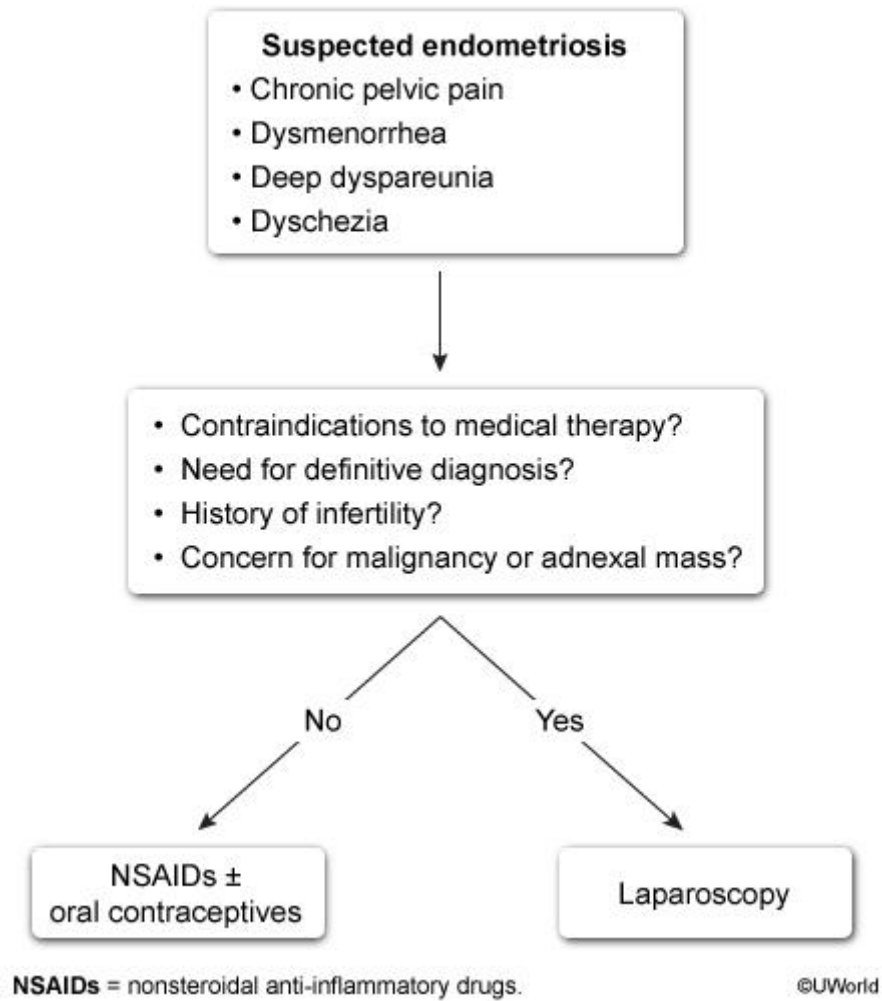 Suspected endometriosis
• Chronic pelvic pain
• Dysmenorrhea
• Deep dyspareunia
• Dyschezia
• Contraindications to medical therapy?
• Need for definitive diagnosis?
• History of infertility?
• Concern for malignancy or adnexal mass?
No
Yes
NSAIDs ±
oral contraceptives
Laparoscopy
NSAIDs = nonsteroidal anti-inflammatory drugs.
©UWorld